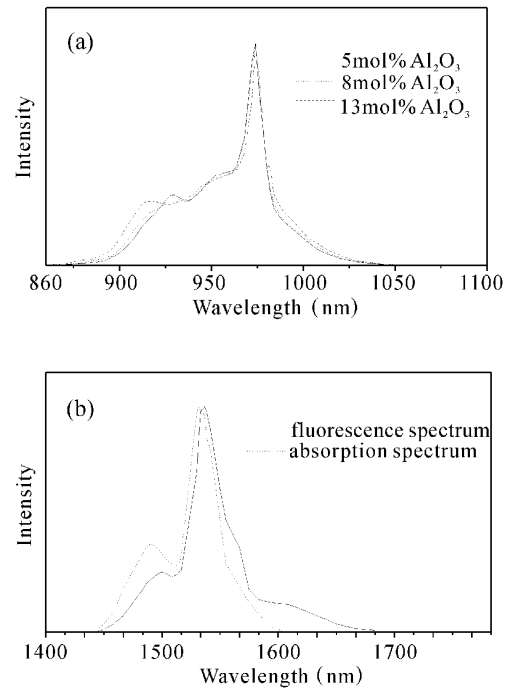 (a)
5mol% Al₂O₃
8mol% Al₂O₃
13mol% Al₂O₃
Intensity
860 900 950 1000 1050 1100
Wavelength (nm)
(b)
fluorescence spectrum
absorption spectrum
Intensity
1400 1500 1600 1700
Wavelength (nm)